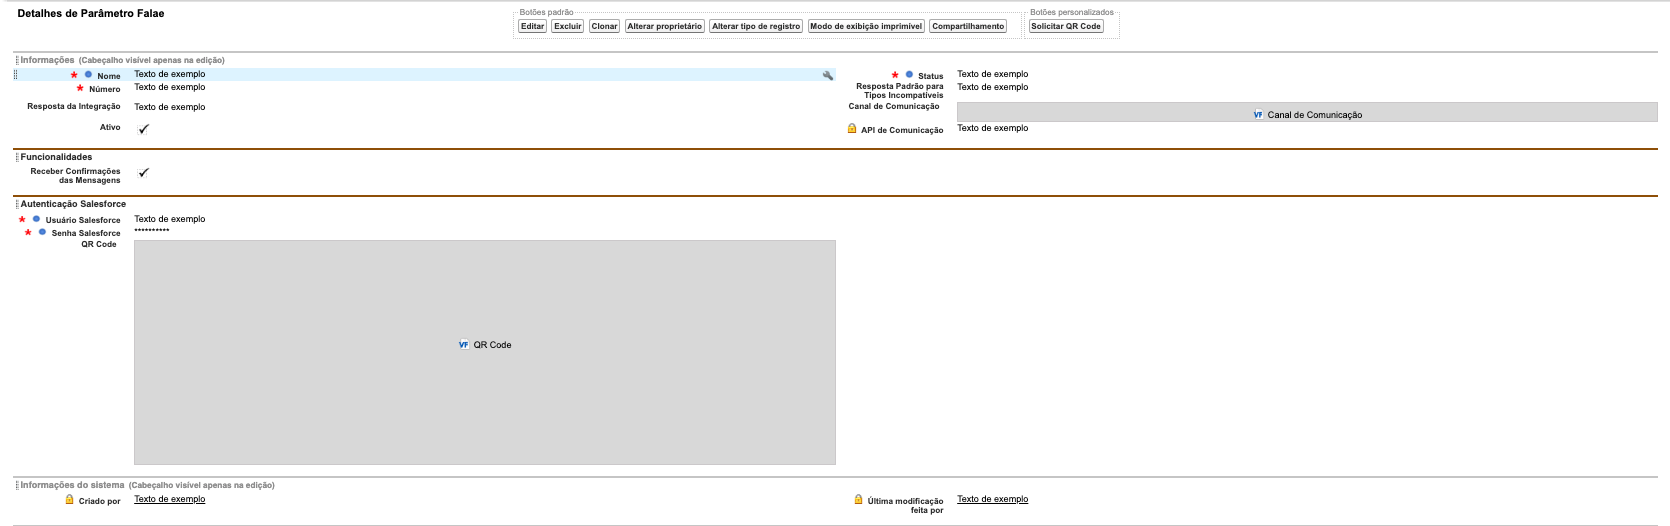 Detalhes de Parâmetro Falae
Botões padrão
Botões personalizados
Editar Excluir Clonar Alterar proprietário Alterar tipo de registro Modo de exibição imprimível Compartilhamento Solicitar QR Code
Informações (Cabeçalho visível apenas na edição)
* Nome Texto de exemplo
* Status Texto de exemplo
* Número Texto de exemplo
Resposta Padrão para Texto de exemplo
Tipos Incompatíveis
Resposta da Integração Texto de exemplo
Canal de Comunicação
VF Canal de Comunicação
Ativo ✓
API de Comunicação Texto de exemplo
Funcionalidades
Receber Confirmações ✓
das Mensagens
Autenticação Salesforce
* Usuário Salesforce Texto de exemplo
* Senha Salesforce **********
QR Code
VF QR Code
Informações do sistema (Cabeçalho visível apenas na edição)
Criado por Texto de exemplo
Última modificação Texto de exemplo
feita por